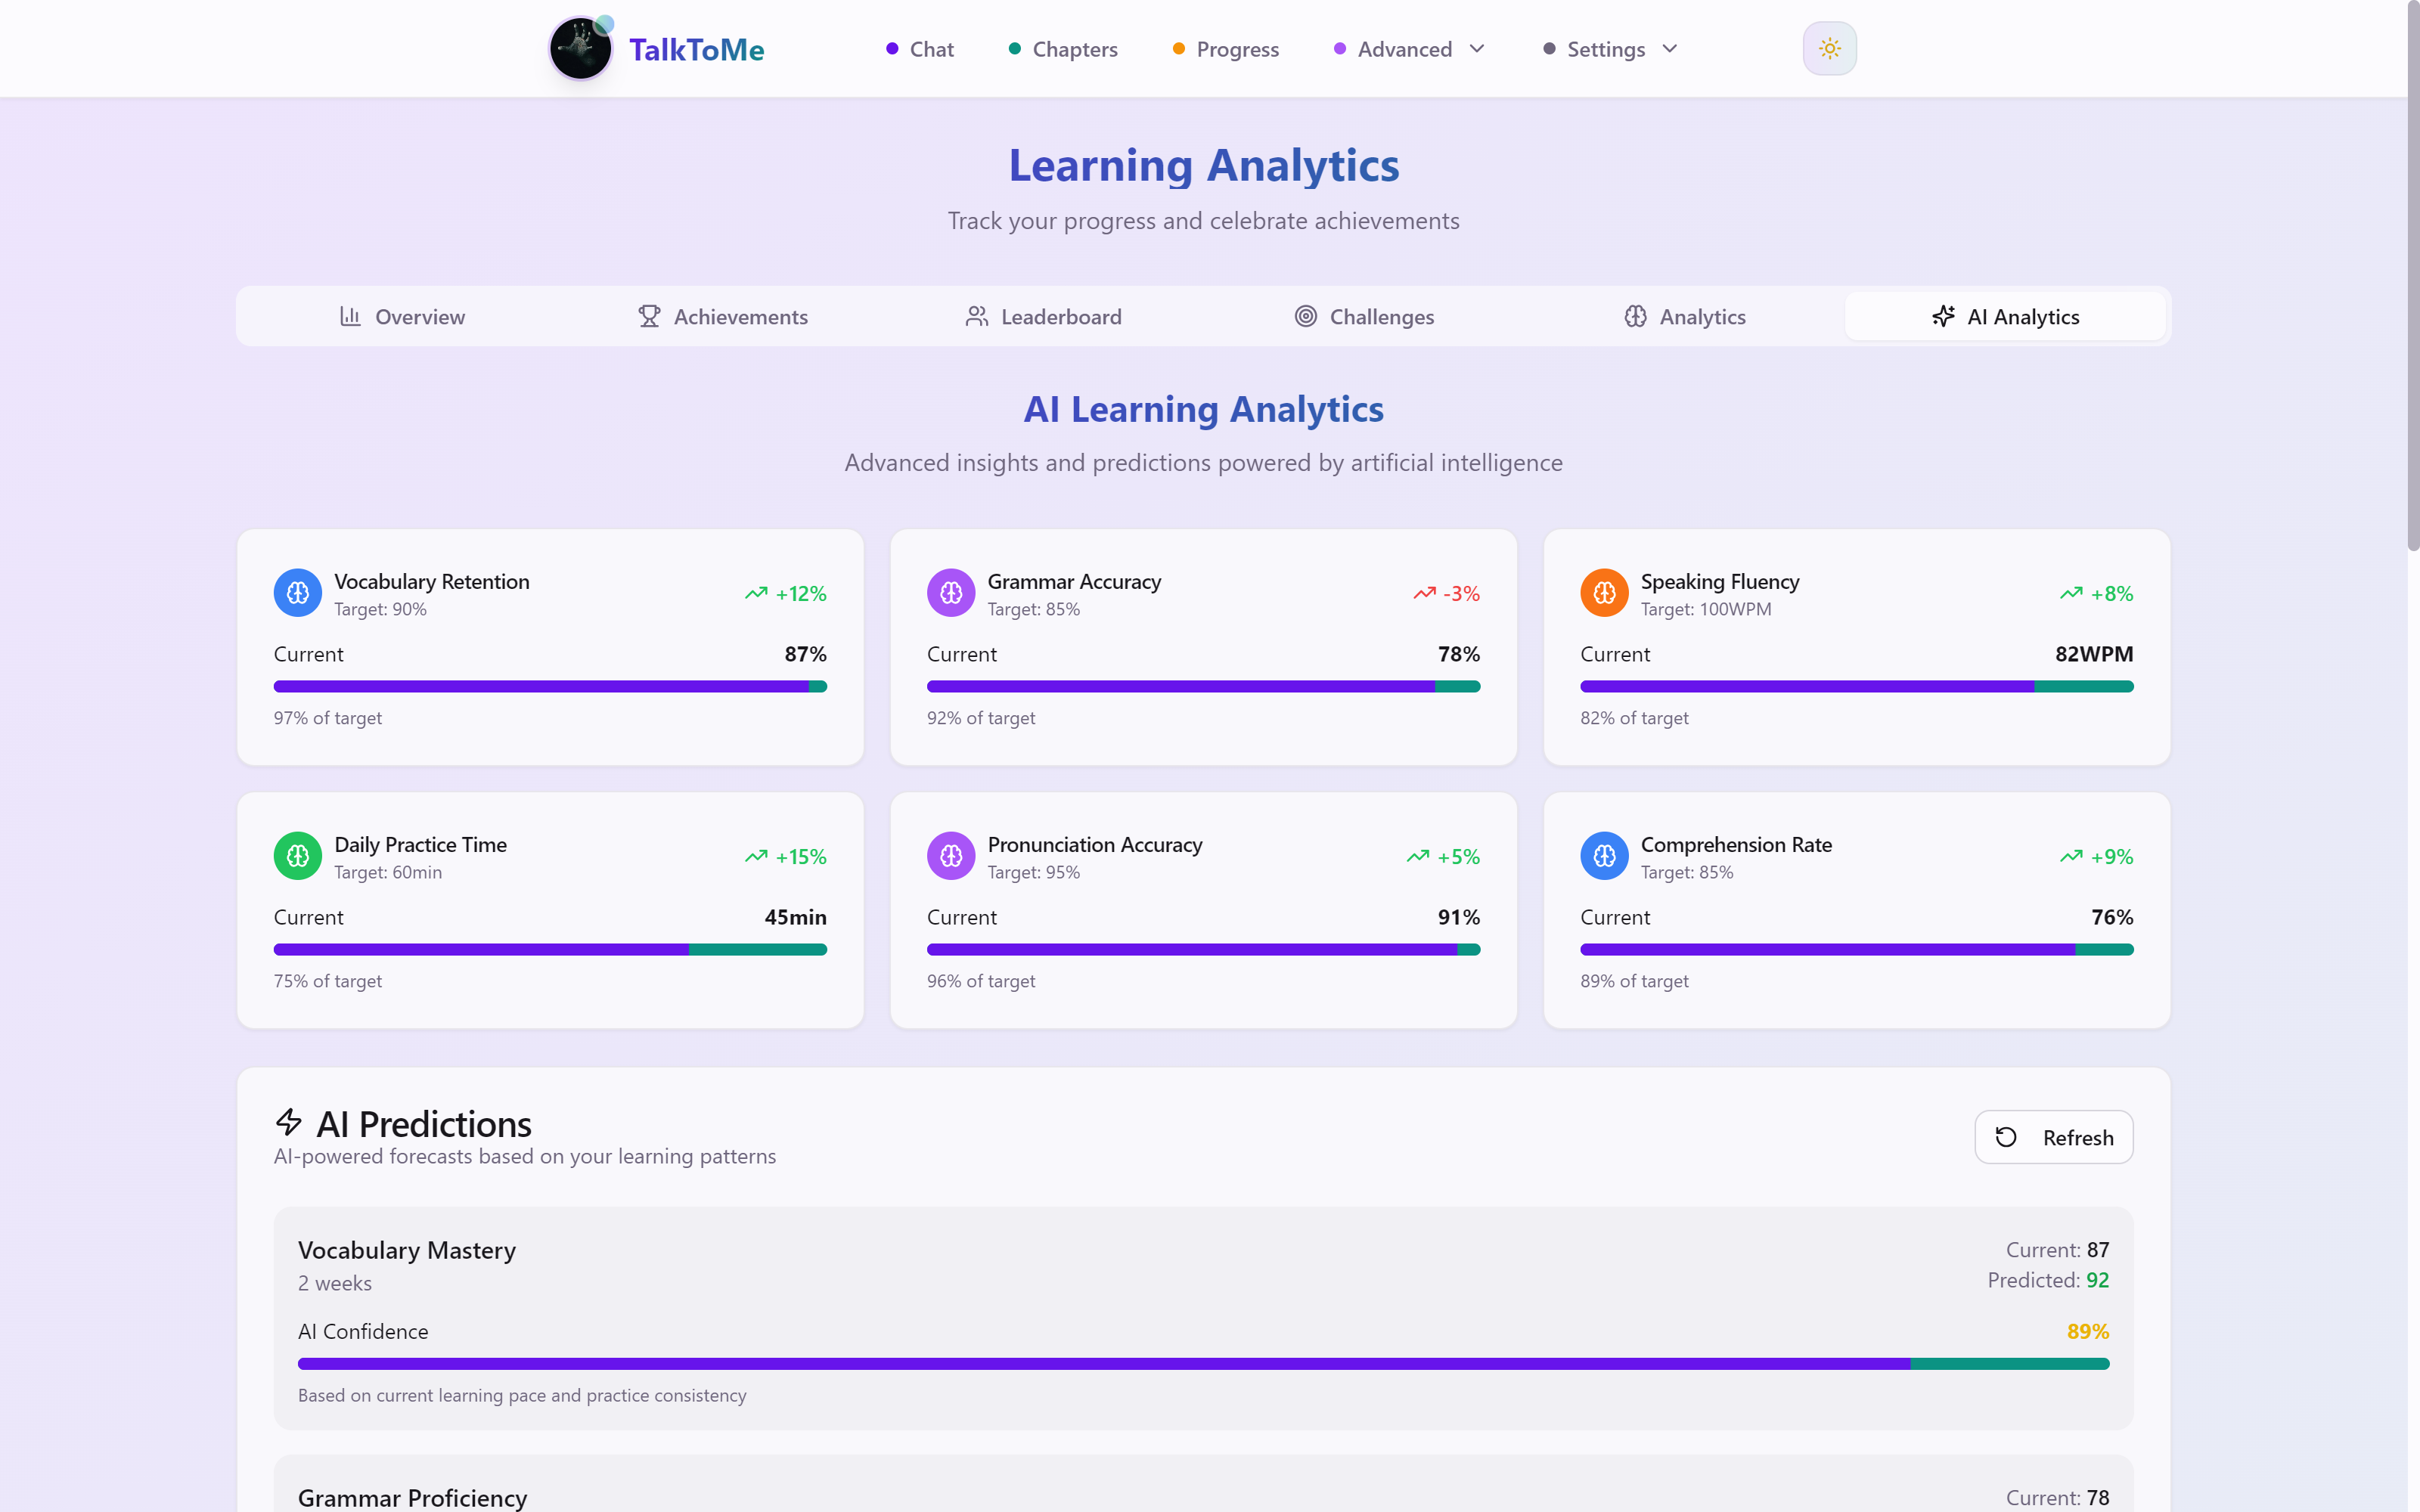 TalkToMe
Chat
Chapters
Progress
Advanced
Settings
Learning Analytics
Track your progress and celebrate achievements
Overview
Achievements
Leaderboard
Challenges
Analytics
AI Analytics
AI Learning Analytics
Advanced insights and predictions powered by artificial intelligence
Vocabulary Retention
Target: 90%
+12%
Current
87%
97% of target
Grammar Accuracy
Target: 85%
-3%
Current
78%
92% of target
Speaking Fluency
Target: 100WPM
+8%
Current
82WPM
82% of target
Daily Practice Time
Target: 60min
+15%
Current
45min
75% of target
Pronunciation Accuracy
Target: 95%
+5%
Current
91%
96% of target
Comprehension Rate
Target: 85%
+9%
Current
76%
89% of target
AI Predictions
AI-powered forecasts based on your learning patterns
Refresh
Vocabulary Mastery
2 weeks
Current: 87
Predicted: 92
AI Confidence
89%
Based on current learning pace and practice consistency
Grammar Proficiency
Current: 78